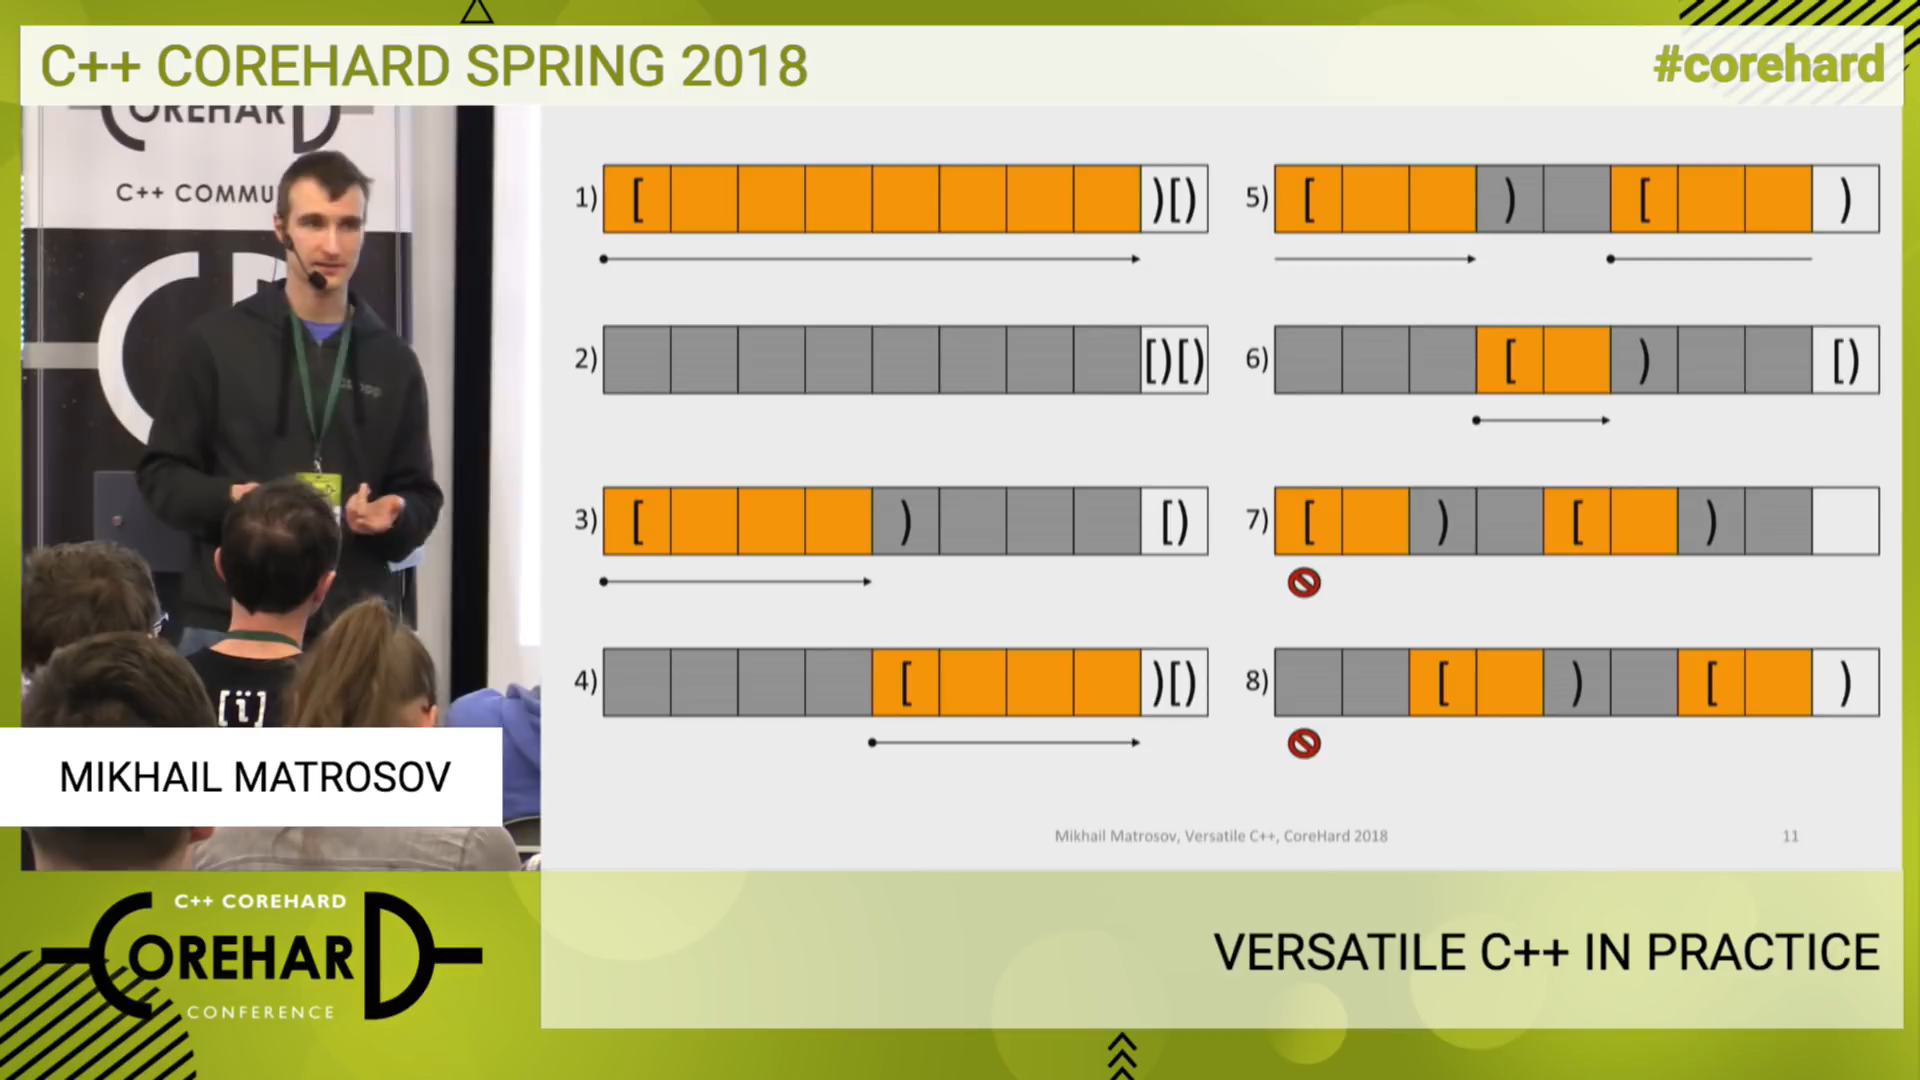 C++ COREHARD SPRING 2018
#corehard
OREHAR
C++ COMMU
[ï]
MIKHAIL MATROSOV
1) [ )[)
2) [)[)
3) [ ) [)
4) [ )[)
5) [ ) [ )
6) [ ) [)
7) [ ) [ )
8) [ ) [ )
Mikhail Matrosov, Versatile C++, CoreHard 2018
11
C++ COREHARD
COREHARD
CONFERENCE
VERSATILE C++ IN PRACTICE